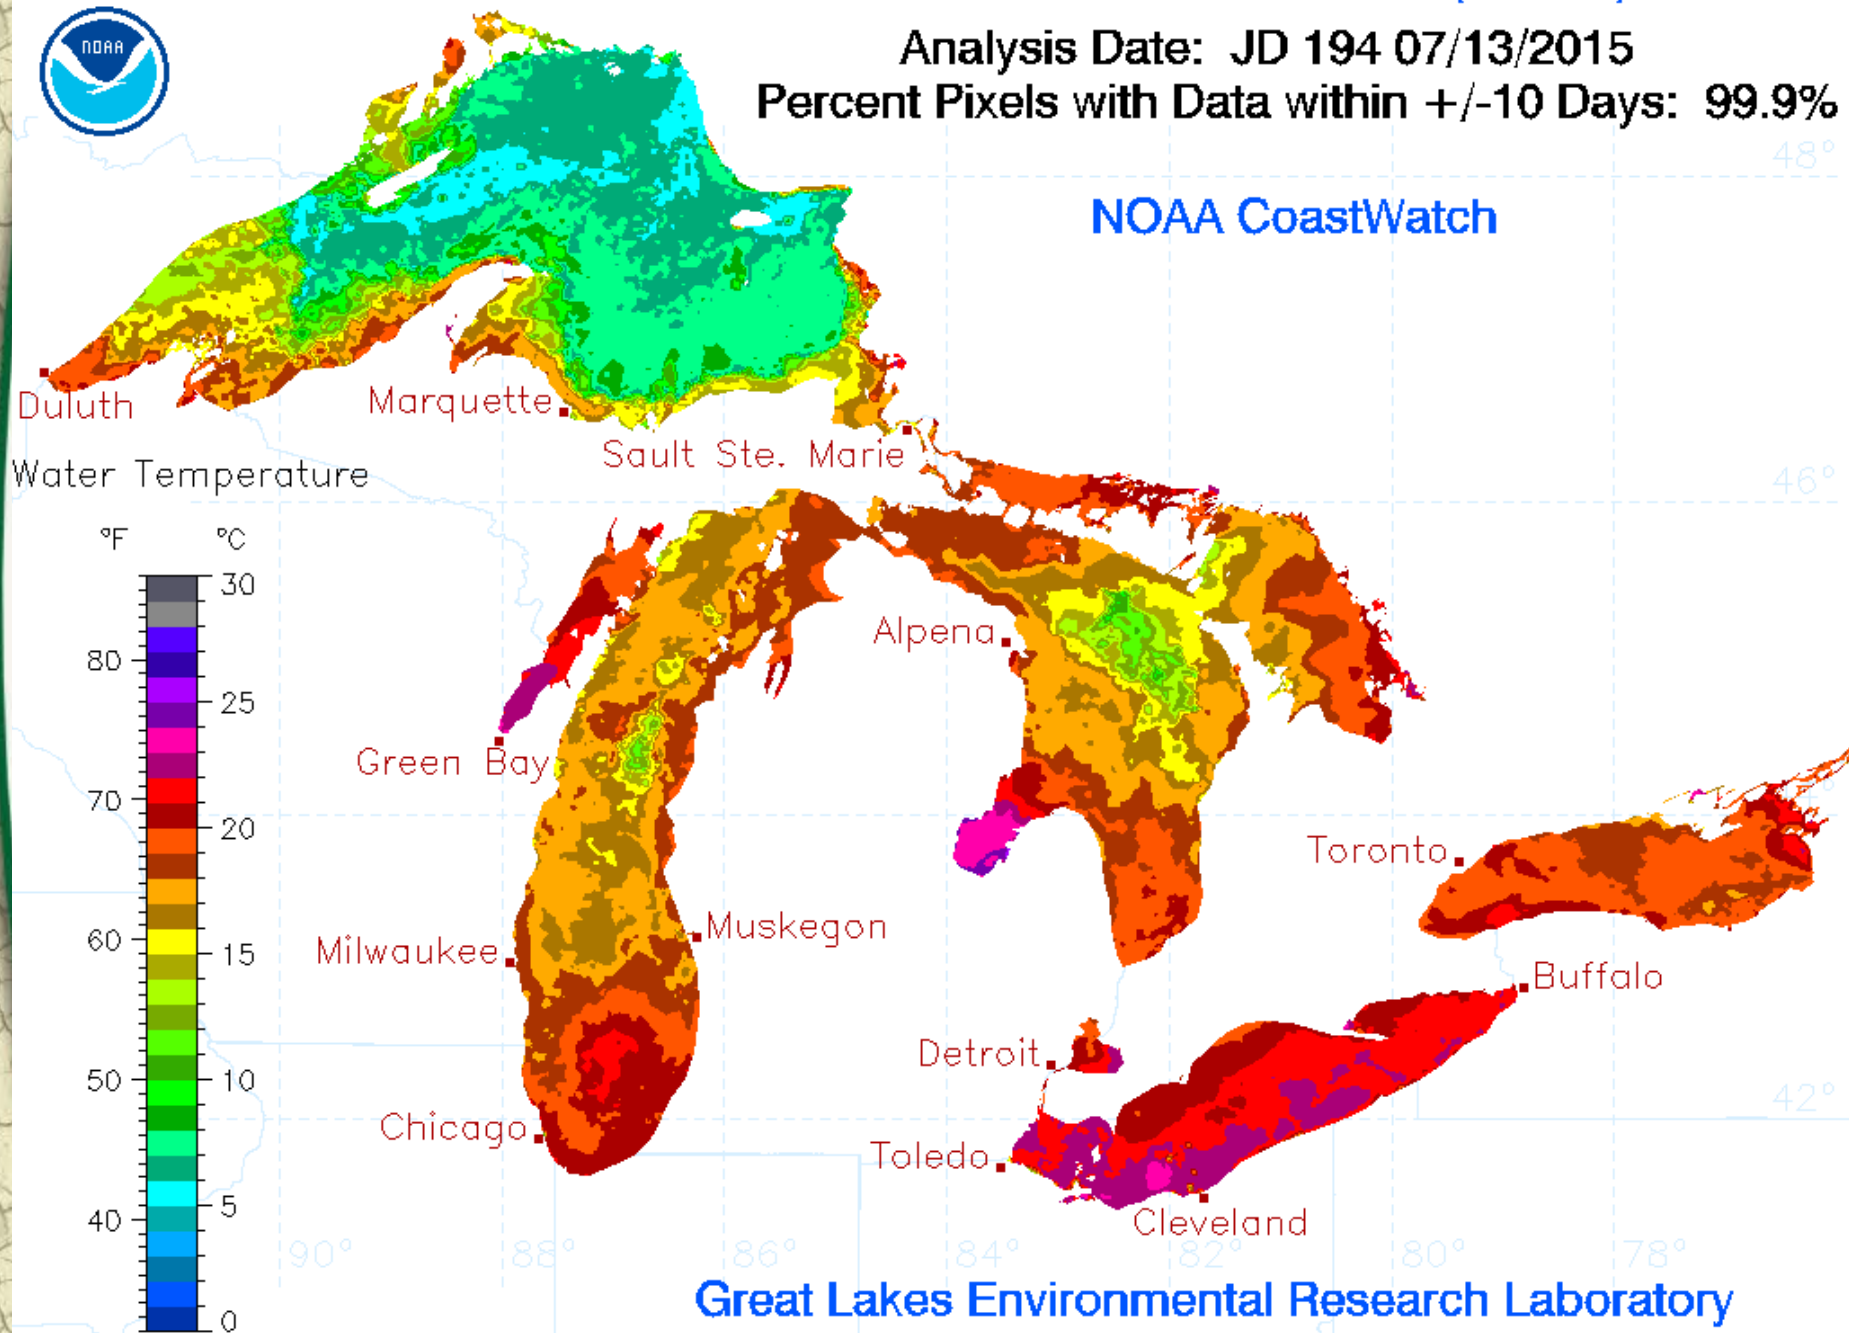 NOAA
Analysis Date: JD 194 07/13/2015
Percent Pixels with Data within +/-10 Days: 99.9%
48°
NOAA CoastWatch
Duluth
Marquette
Sault Ste. Marie
Water Temperature
46°
°F °C
30
Alpena
80
25
Green Bay
70
20
Toronto
Muskegon
60
15
Milwaukee
Buffalo
Detroit
50
10
42°
Chicago
Toledo
5
40
Cleveland
90° 88° 86° 84° 82° 80° 78°
0
Great Lakes Environmental Research Laboratory